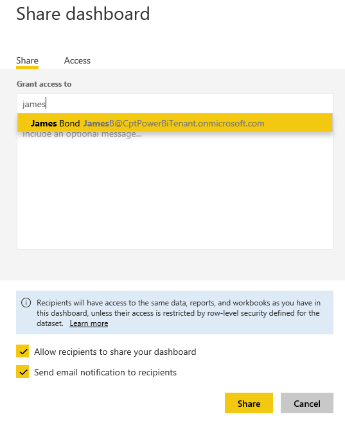 Share dashboard
Share Access
Grant access to
james
James Bond JamesB@CptPowerBiTenant.onmicrosoft.com
Include an optional message...
Recipients will have access to the same data, reports, and workbooks as you have in
this dashboard, unless their access is restricted by row-level security defined for the
dataset. Learn more
Allow recipients to share your dashboard
Send email notification to recipients
Share Cancel